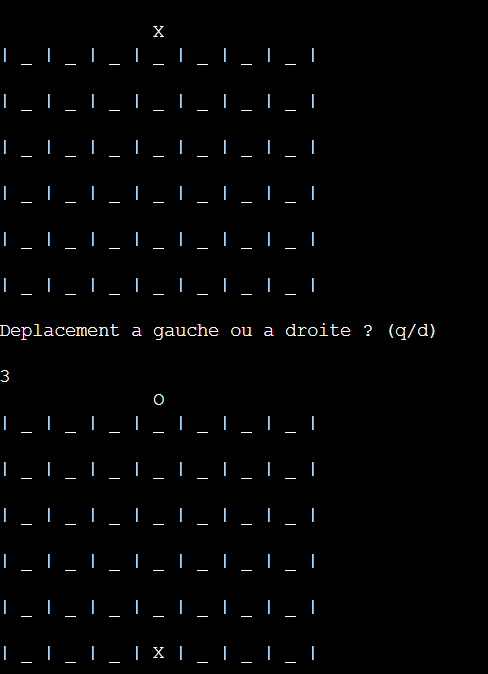 X
| _ | _ | _ | _ | _ | _ | _ |
| _ | _ | _ | _ | _ | _ | _ |
| _ | _ | _ | _ | _ | _ | _ |
| _ | _ | _ | _ | _ | _ | _ |
| _ | _ | _ | _ | _ | _ | _ |
| _ | _ | _ | _ | _ | _ | _ |
Deplacement a gauche ou a droite ? (q/d)
3
O
| _ | _ | _ | _ | _ | _ | _ |
| _ | _ | _ | _ | _ | _ | _ |
| _ | _ | _ | _ | _ | _ | _ |
| _ | _ | _ | _ | _ | _ | _ |
| _ | _ | _ | _ | _ | _ | _ |
| _ | _ | _ | X | _ | _ | _ |